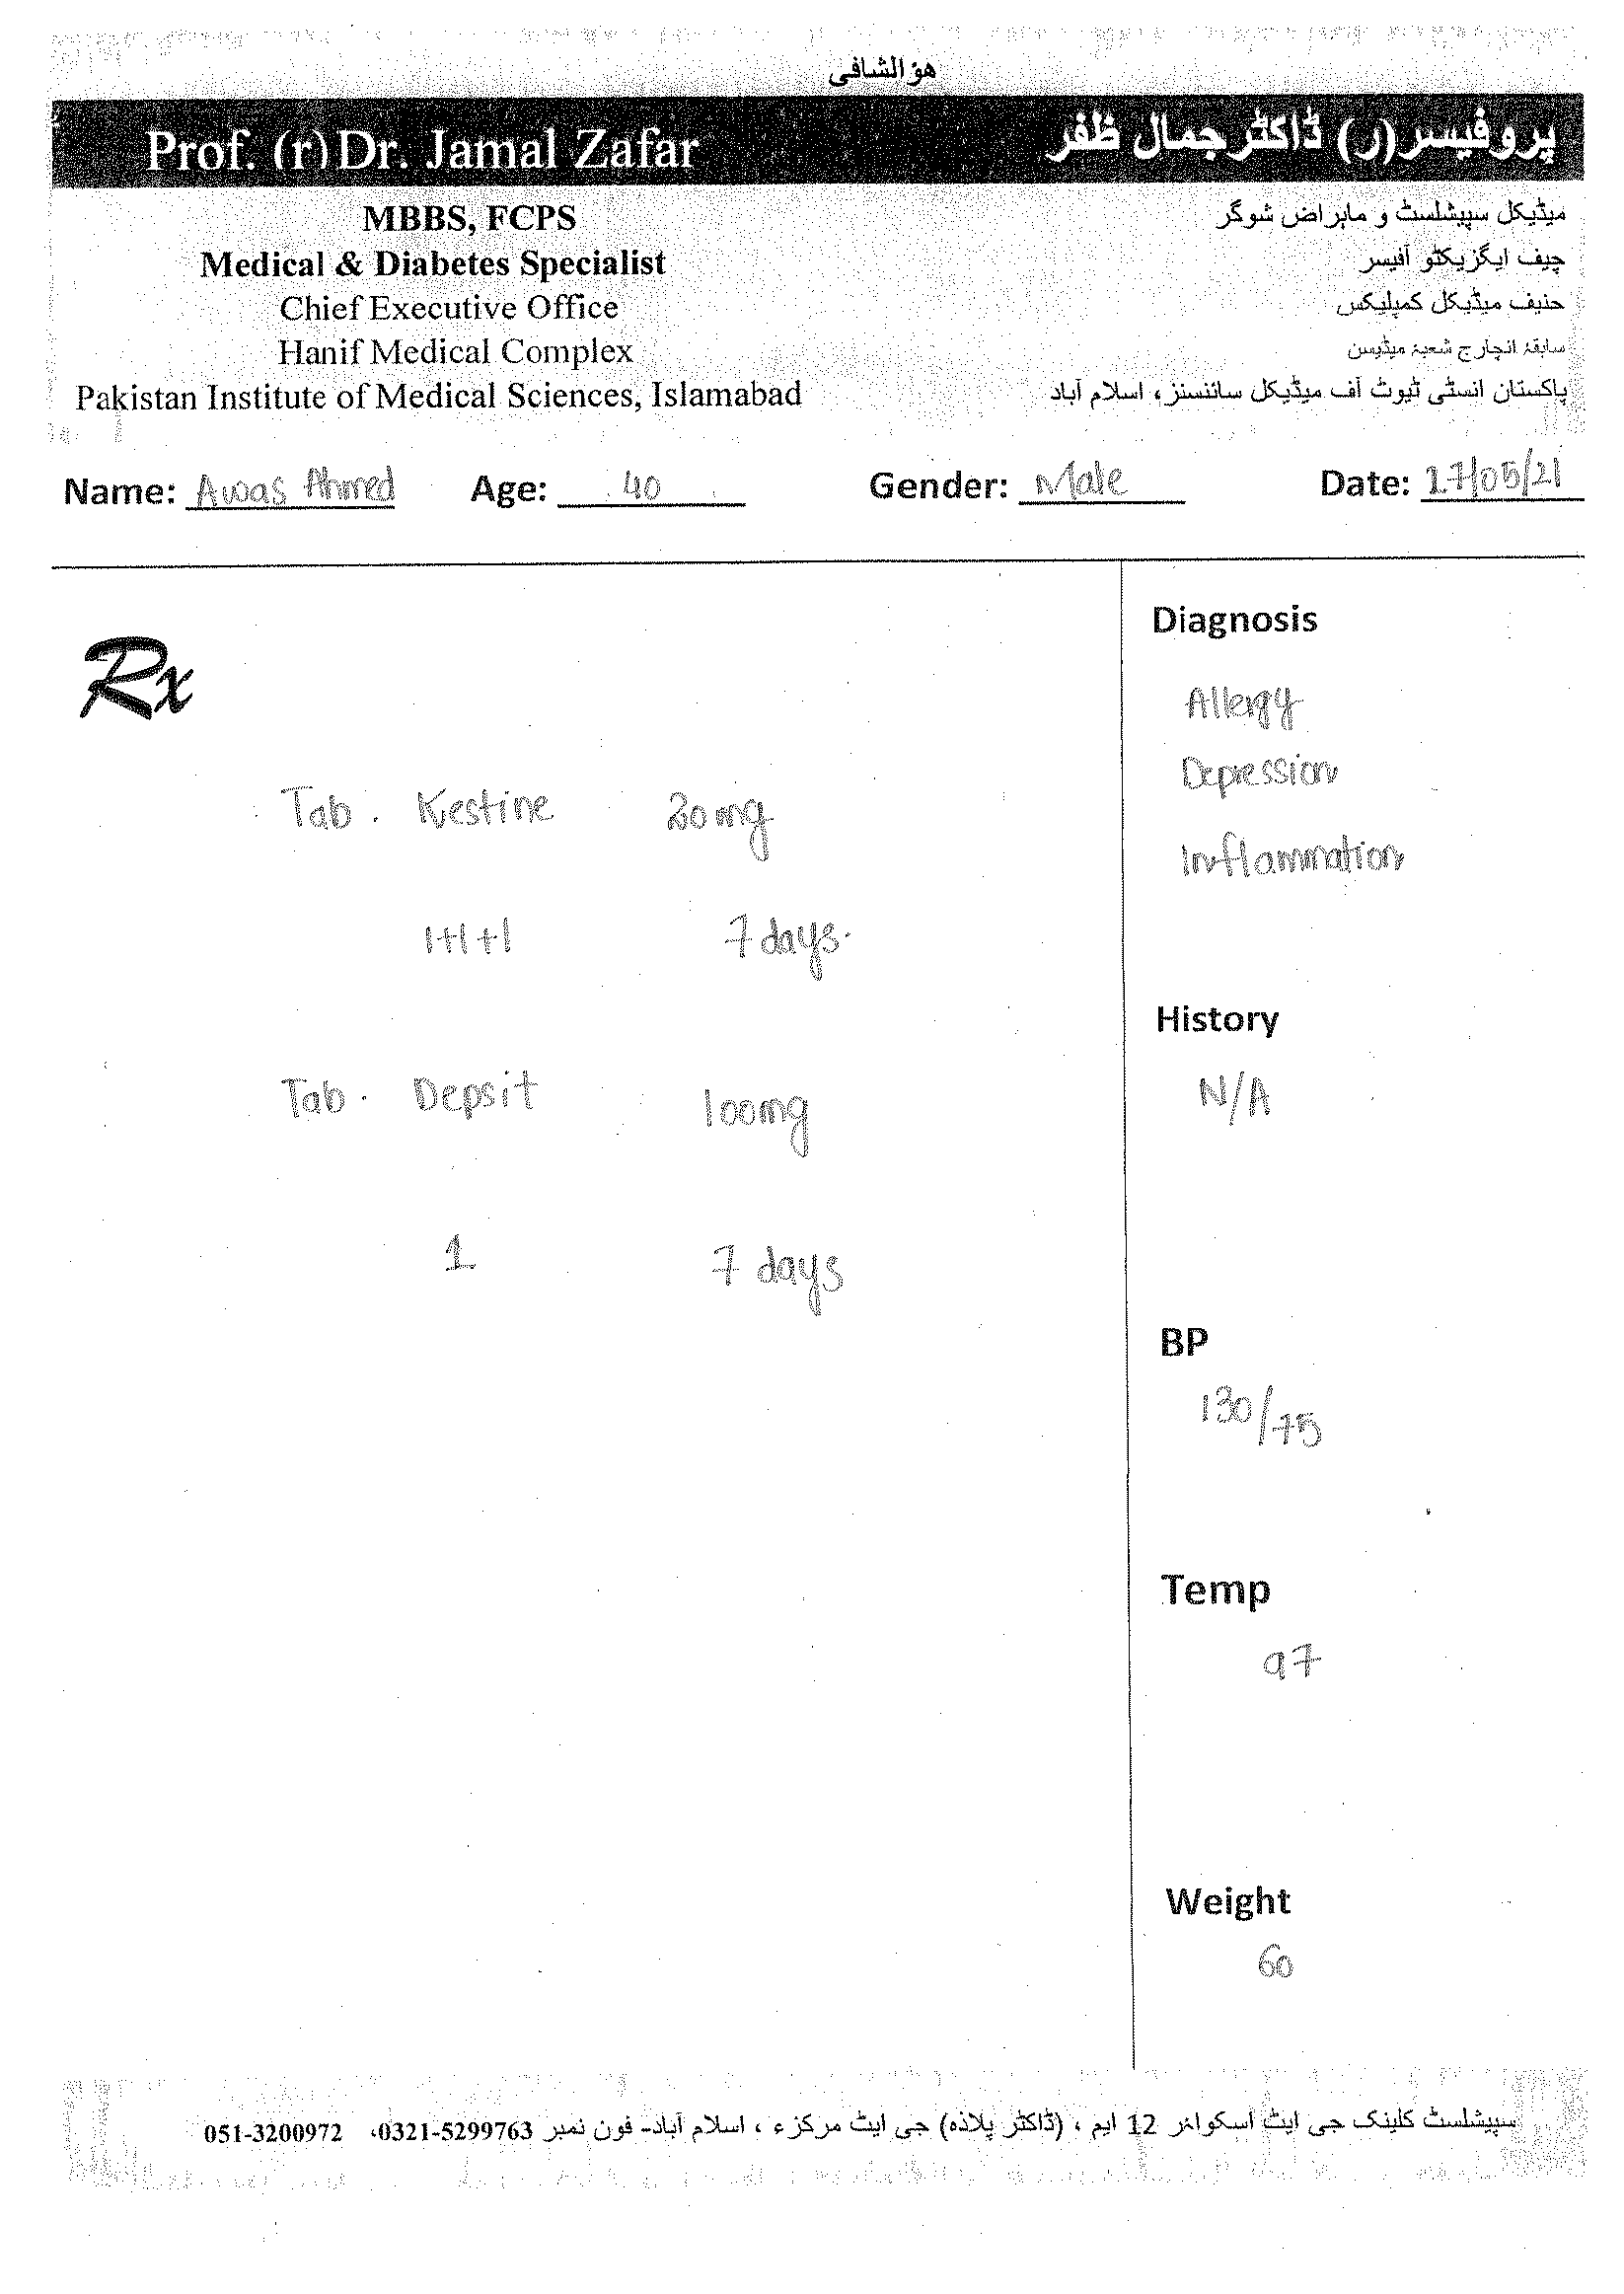 هو الشافی
Prof. (r) Dr. Jamal Zafar
پروفیسر (ر) ڈاکٹر جمال ظفر
MBBS, FCPS
میڈیکل سپیشلسٹ و ماہراض شوگر
Medical & Diabetes Specialist
چیف ایگزیکٹو آفیسر
Chief Executive Office
حنیف میڈیکل کمپلیکس
Hanif Medical Complex
سابقہ انچارج شعبہ میڈیسن
Pakistan Institute of Medical Sciences, Islamabad
پاکستان انسٹی ٹیوٹ آف میڈیکل سائنسز، اسلام آباد
Name: Awas Ahmed Age: 40 Gender: Male Date: 17/05/21
Rx
Tab. Kestine 20mg
1+1+1 7 days.
Tab. Depsit 100mg
1 7 days
Diagnosis
Allergy
Depression
Inflammation
History
N/A
BP
130/75
Temp
97
Weight
60
سپیشلسٹ کلینک جی ایٹ اسکوائر 12 ایم ، (ڈاکٹر پلاذہ) جی ایٹ مرکزء ، اسلام آباد- فون نمبر 0321-5299763، 051-3200972